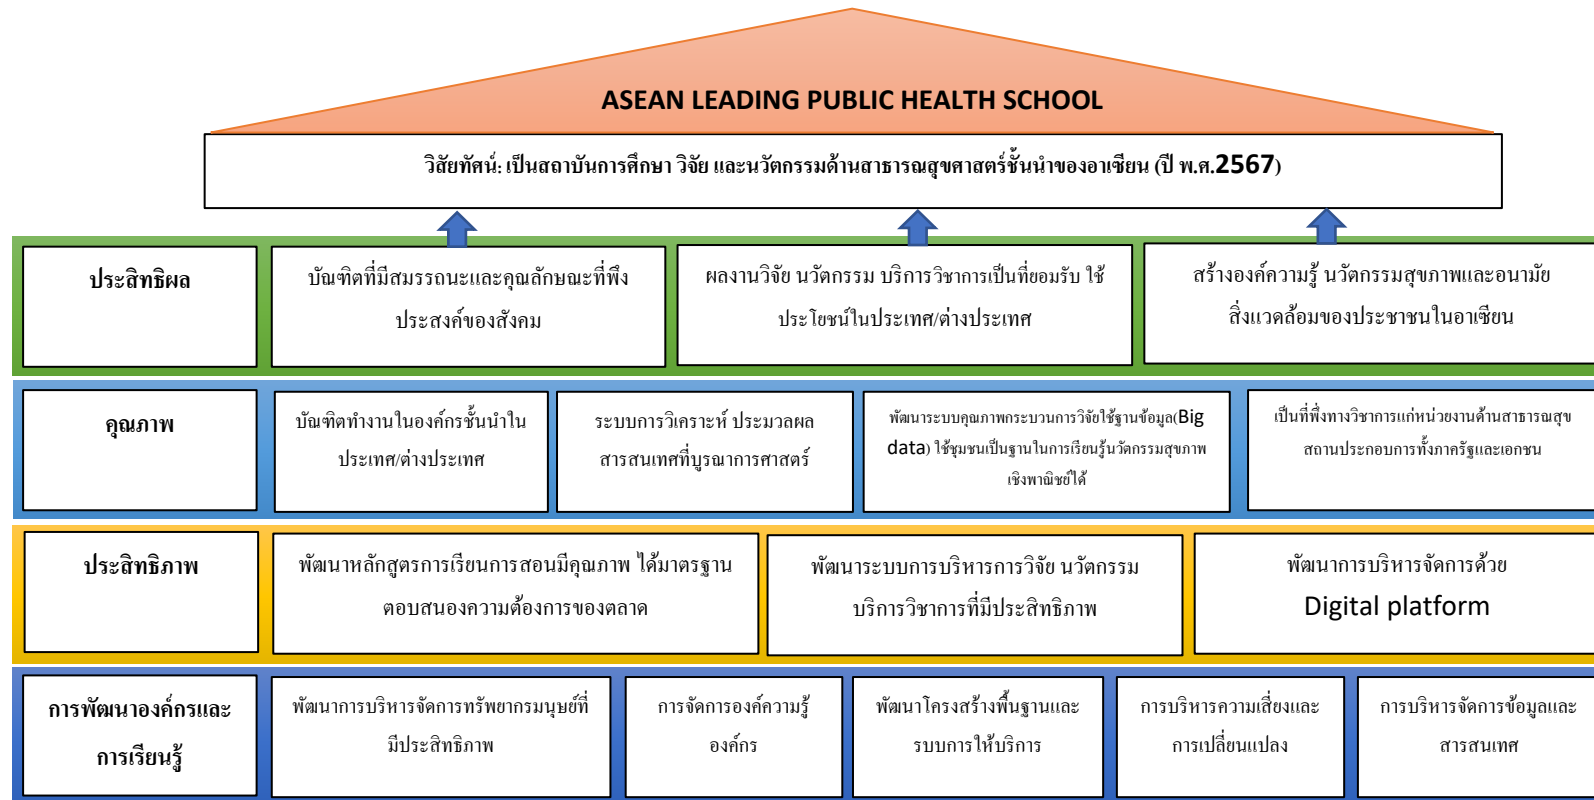 ASEAN LEADING PUBLIC HEALTH SCHOOL
วิสัยทัศน์: เป็นสถาบันการศึกษา วิจัย และนวัตกรรมด้านสาธารณสุขศาสตร์ชั้นนำของอาเซียน (ปี พ.ศ.2567)
ประสิทธิผล
บัณฑิตที่มีสมรรถนะและคุณลักษณะที่พึง
ประสงค์ของสังคม
ผลงานวิจัย นวัตกรรม บริการวิชาการเป็นที่ยอมรับ ใช้
ประโยชน์ในประเทศ/ต่างประเทศ
สร้างองค์ความรู้ นวัตกรรมสุขภาพและอนามัย
สิ่งแวดล้อมของประชาชนในอาเซียน
คุณภาพ
บัณฑิตทำงานในองค์กรชั้นนำใน
ประเทศ/ต่างประเทศ
ระบบการวิเคราะห์ ประมวลผล
สารสนเทศที่บูรณาการศาสตร์
พัฒนาระบบคุณภาพกระบวนการวิจัยใช้ฐานข้อมูล(Big
data) ใช้ชุมชนเป็นฐานในการเรียนรู้นวัตกรรมสุขภาพ
เชิงพาณิชย์ได้
เป็นที่พึ่งทางวิชาการแก่หน่วยงานด้านสาธารณสุข
สถานประกอบการทั้งภาครัฐและเอกชน
ประสิทธิภาพ
พัฒนาหลักสูตรการเรียนการสอนมีคุณภาพ ได้มาตรฐาน
ตอบสนองความต้องการของตลาด
พัฒนาระบบการบริหารการวิจัย นวัตกรรม
บริการวิชาการที่มีประสิทธิภาพ
พัฒนาการบริหารจัดการด้วย
Digital platform
การพัฒนาองค์กรและ
การเรียนรู้
พัฒนาการบริหารจัดการทรัพยากรมนุษย์ที่
มีประสิทธิภาพ
การจัดการองค์ความรู้
องค์กร
พัฒนาโครงสร้างพื้นฐานและ
รบบการให้บริการ
การบริหารความเสี่ยงและ
การเปลี่ยนแปลง
การบริหารจัดการข้อมูลและ
สารสนเทศ